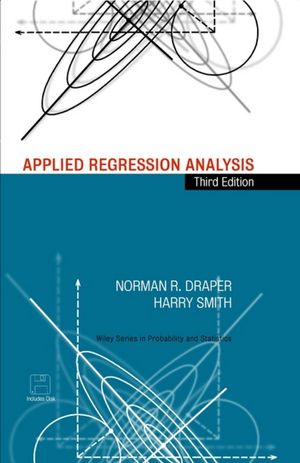 APPLIED REGRESSION ANALYSIS
Third Edition
NORMAN R. DRAPER
HARRY SMITH
Wiley Series in Probability and Statistics
Includes Disk